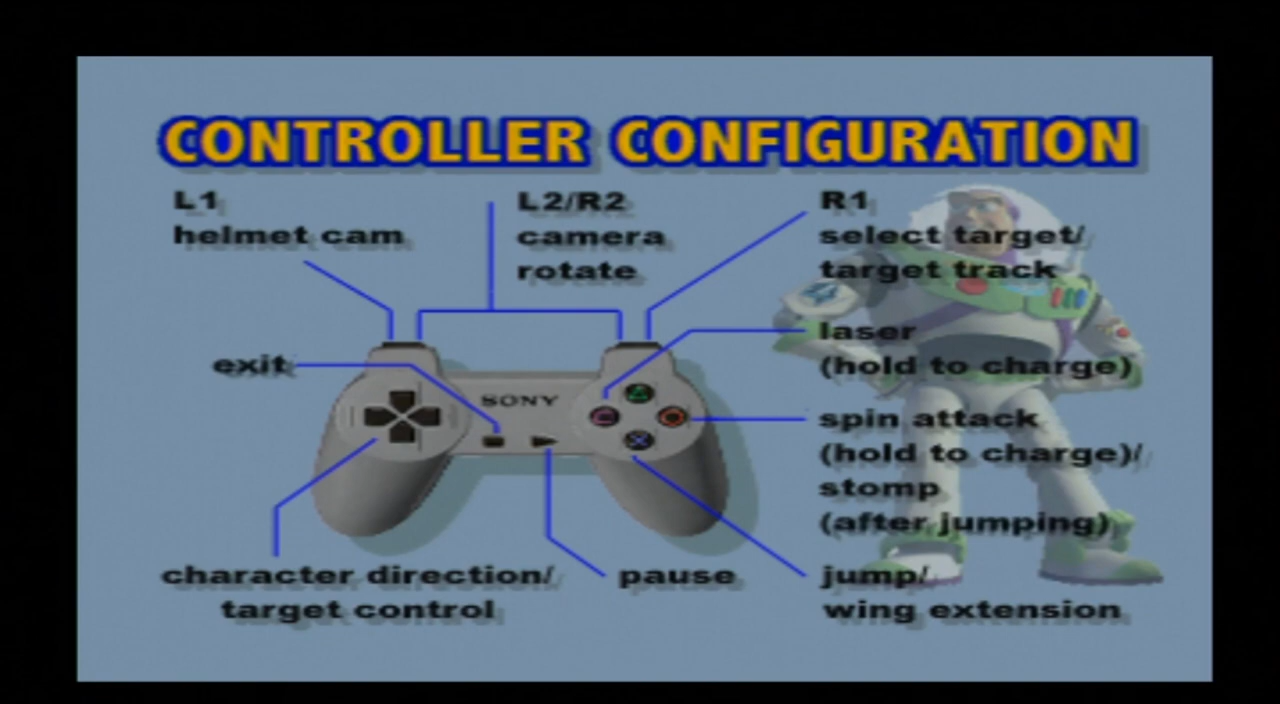 CONTROLLER CONFIGURATION
L1
helmet cam
L2/R2
camera
rotate
R1
select target/
target track
laser
(hold to charge)
exit
SONY
spin attack
(hold to charge)/
stomp
(after jumping)
character direction/
target control
pause
jump/
wing extension